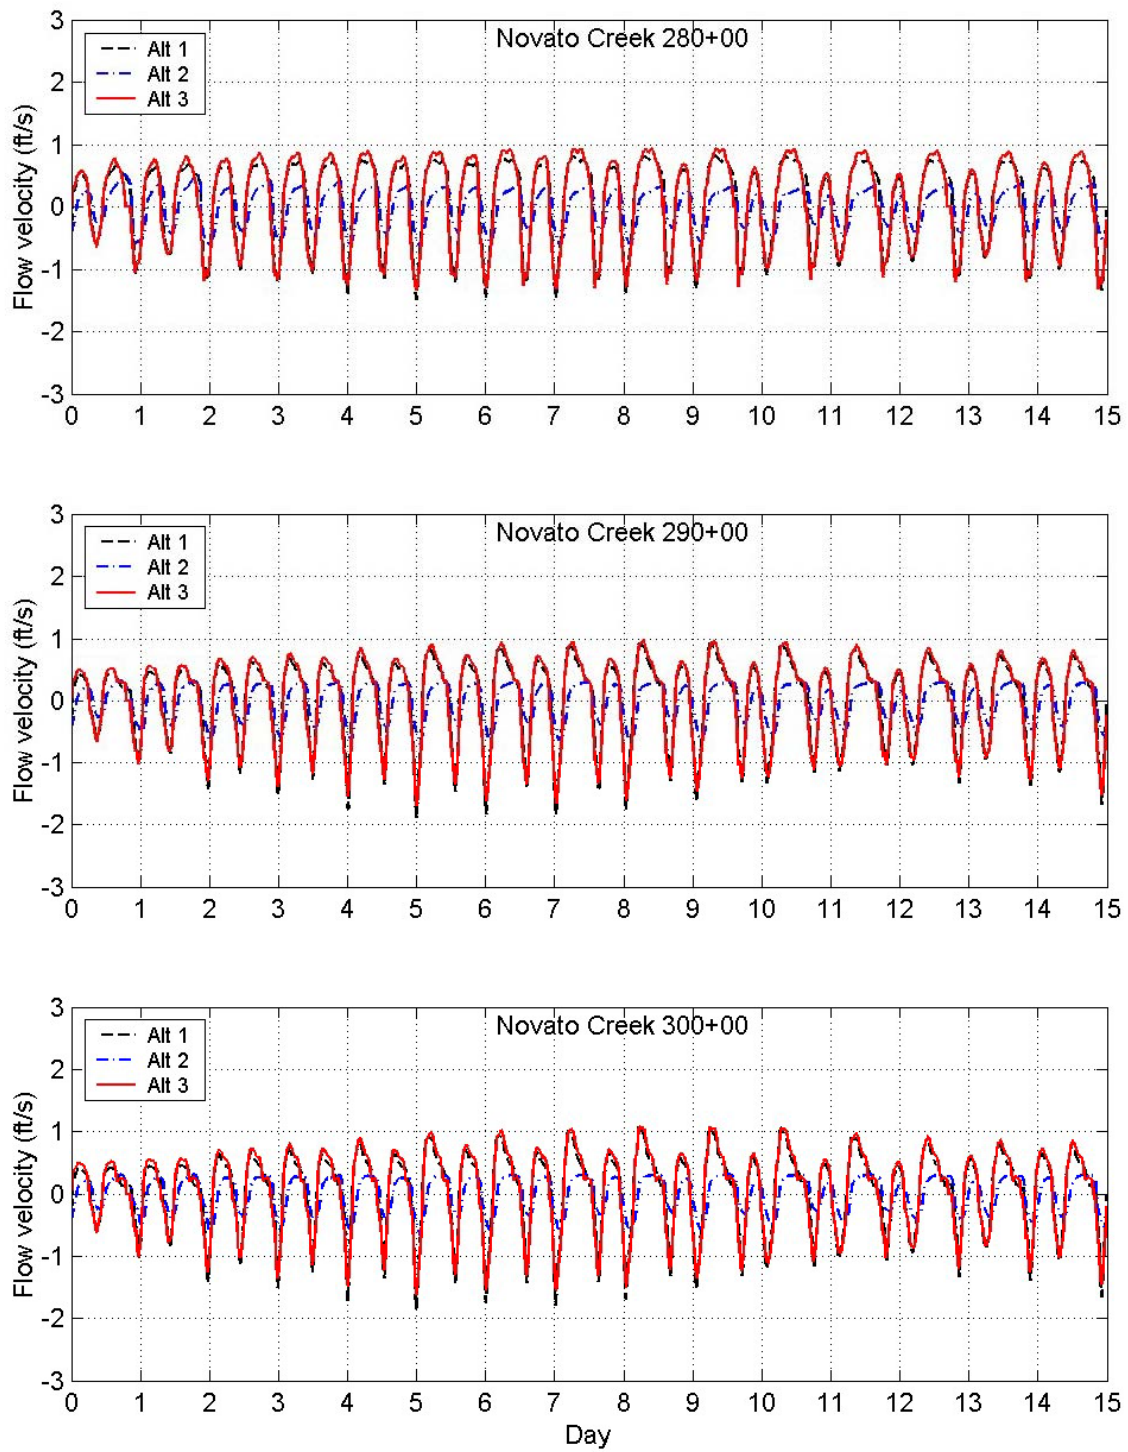 Novato Creek 280+00
Alt 1
Alt 2
Alt 3
Flow velocity (ft/s)
3
2
1
0
-1
-2
-3
0 1 2 3 4 5 6 7 8 9 10 11 12 13 14 15
Novato Creek 290+00
Alt 1
Alt 2
Alt 3
Flow velocity (ft/s)
3
2
1
0
-1
-2
-3
0 1 2 3 4 5 6 7 8 9 10 11 12 13 14 15
Novato Creek 300+00
Alt 1
Alt 2
Alt 3
Flow velocity (ft/s)
3
2
1
0
-1
-2
-3
0 1 2 3 4 5 6 7 8 9 10 11 12 13 14 15
Day